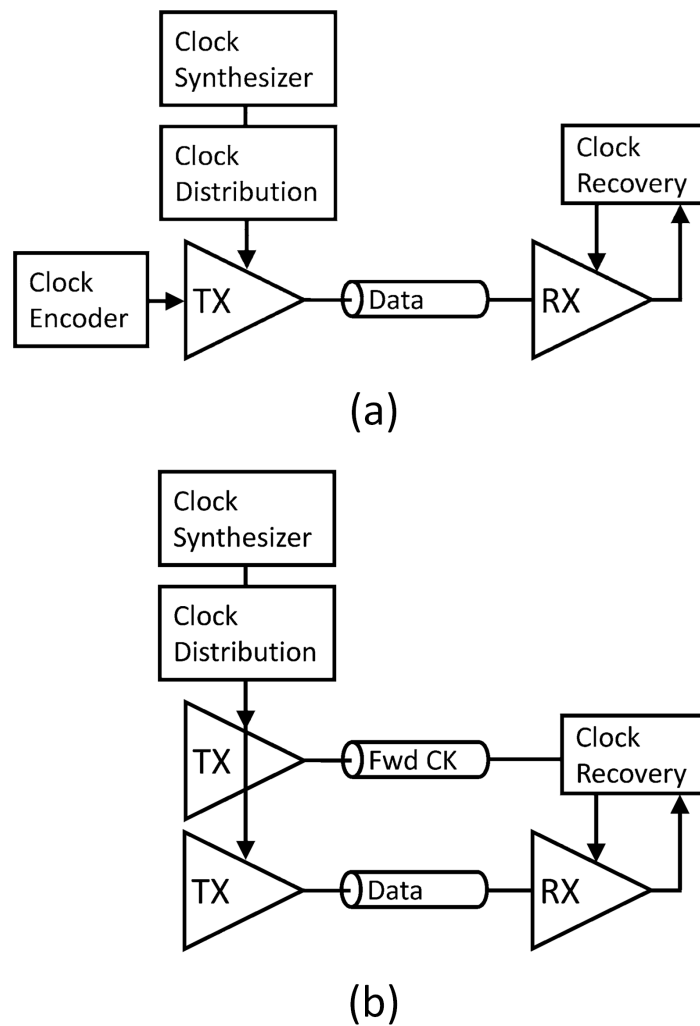 Clock
Synthesizer
Clock
Distribution
Clock
Recovery
Clock
Encoder
TX
Data
RX
(a)
Clock
Synthesizer
Clock
Distribution
TX
Fwd CK
Clock
Recovery
TX
Data
RX
(b)